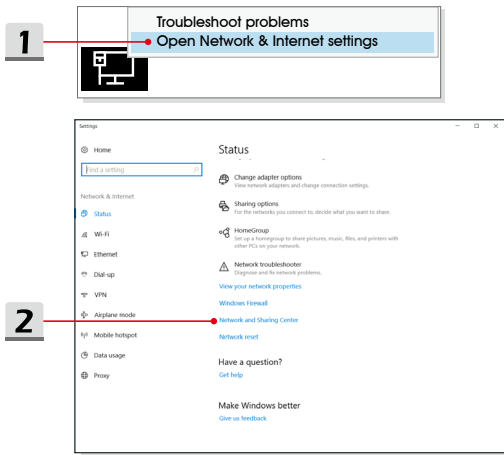 Troubleshoot problems
1
Open Network & Internet settings
Settings
Home
Status
Find a setting
Change adapter options
View network adapters and change connection settings.
Network & Internet
Sharing options
For the networks you connect to, decide what you want to share.
Status
Wi-Fi
HomeGroup
Set up a homegroup to share pictures, music, files, and printers with
other PCs on your network.
Ethernet
Network troubleshooter
Diagnose and fix network problems.
Dial-up
View your network properties
VPN
Windows Firewall
Airplane mode
2
Network and Sharing Center
Mobile hotspot
Network reset
Data usage
Have a question?
Proxy
Get help
Make Windows better
Give us feedback